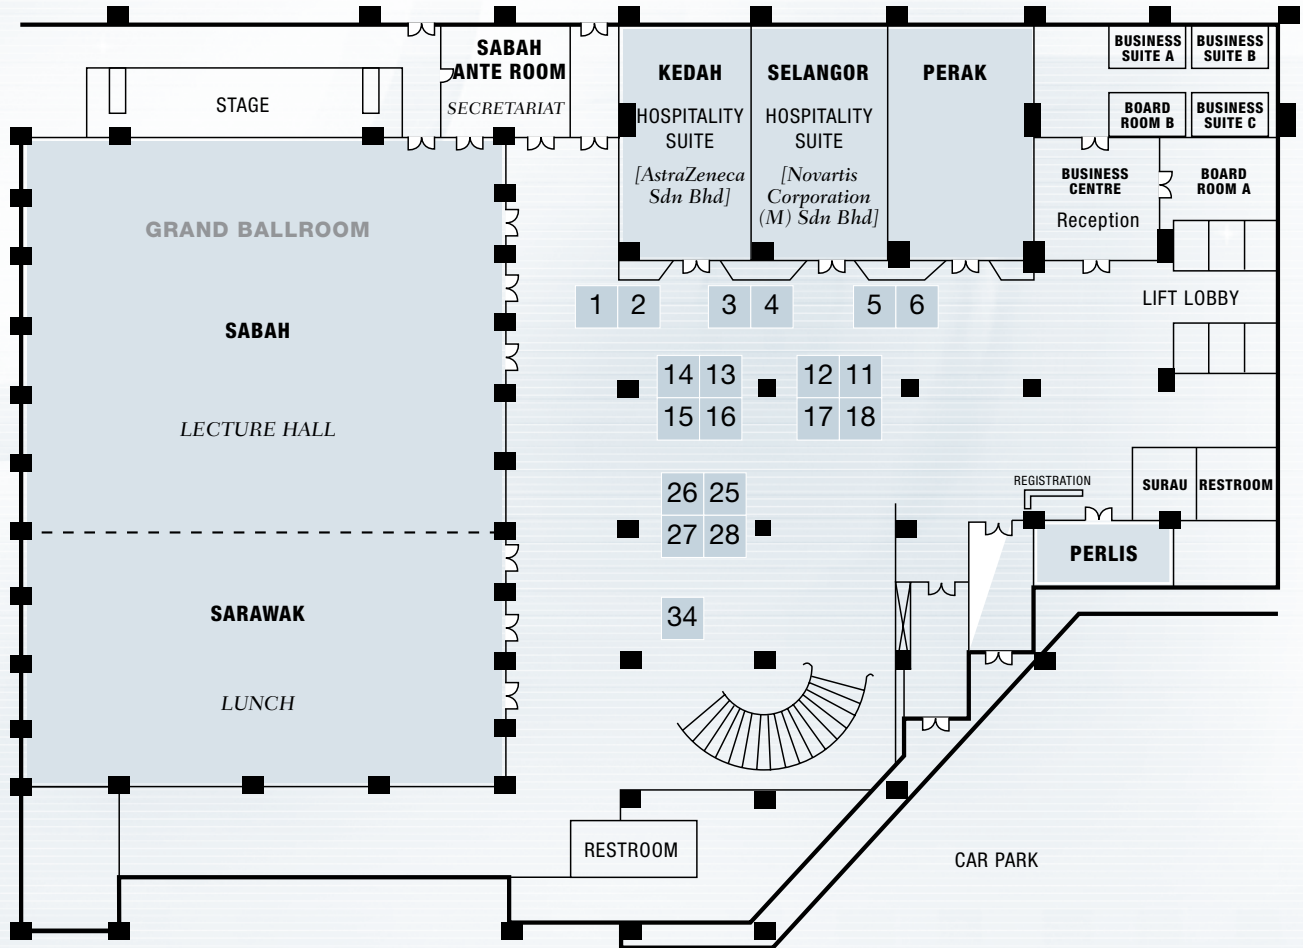 SABAH
ANTE ROOM
SECRETARIAT
STAGE
KEDAH
HOSPITALITY
SUITE
[AstraZeneca
Sdn Bhd]
SELANGOR
HOSPITALITY
SUITE
[Novartis
Corporation
(M) Sdn Bhd]
PERAK
BUSINESS
SUITE A
BUSINESS
SUITE B
BOARD
ROOM B
BUSINESS
SUITE C
BUSINESS
CENTRE
Reception
BOARD
ROOM A
GRAND BALLROOM
SABAH
LECTURE HALL
SARAWAK
LUNCH
LIFT LOBBY
1 2 3 4 5 6
14 13 12 11
15 16 17 18
26 25
27 28
34
REGISTRATION
SURAU
RESTROOM
PERLIS
RESTROOM
CAR PARK